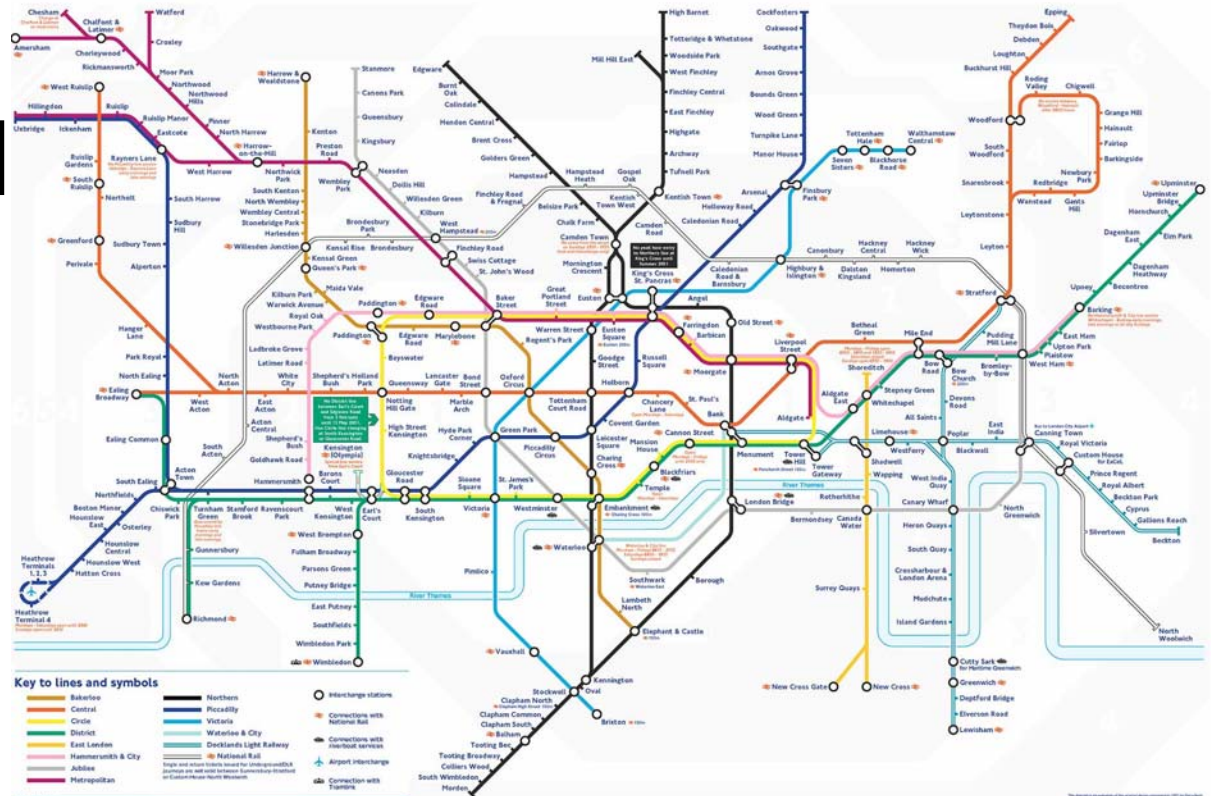 Chesham
Chalfont &
Latimer
Watford
Amersham
Croxley
Chorleywood
Rickmansworth
Moor Park
Northwood
Northwood
Hills
Pinner
North Harrow
Harrow-
on-the-Hill
Northwick
Park
Preston
Road
Wembley
Park
West Ruislip
Hillingdon
Ruislip
Ruislip Manor
Eastcote
Uxbridge
Ickenham
Rayners Lane
West Harrow
Ruislip
Gardens
South
Ruislip
Northolt
Greenford
Perivale
Hanger
Lane
South Harrow
Sudbury
Hill
Sudbury Town
Alperton
Park Royal
North Ealing
Ealing
Broadway
Ealing Common
West
Acton
North
Acton
Harrow &
Wealdstone
Kenton
South Kenton
North Wembley
Wembley Central
Stonebridge Park
Harlesden
Willesden Junction
Kensal Green
Queen's Park
Kilburn Park
Maida Vale
Warwick Avenue
Royal Oak
Westbourne Park
Ladbroke Grove
Latimer Road
Stanmore
Canons Park
Queensbury
Kingsbury
Neasden
Dollis Hill
Willesden Green
Kilburn
West
Hampstead
Finchley Road
Swiss Cottage
St. John's Wood
Brondesbury
Park
Kensal Rise
Brondesbury
Finchley Road
& Frognal
Edgware
Burnt
Oak
Colindale
Hendon Central
Brent Cross
Golders Green
Hampstead
Belsize Park
Chalk Farm
Camden Town
Mornington
Crescent
Hampstead
Heath
Gospel
Oak
Kentish
Town West
Camden
Road
High Barnet
Totteridge & Whetstone
Woodside Park
Mill Hill East
West Finchley
Finchley Central
East Finchley
Highgate
Archway
Tufnell Park
Kentish Town
Cockfosters
Oakwood
Southgate
Arnos Grove
Bounds Green
Wood Green
Turnpike Lane
Manor House
Arsenal
Holloway Road
Caledonian Road
Finsbury
Park
Tottenham
Hale
Walthamstow
Central
Seven
Sisters
Blackhorse
Road
Caledonian
Road &
Barnsbury
Highbury &
Islington
Canonbury
Dalston
Kingsland
Hackney
Central
Homerton
Hackney
Wick
Epping
Theydon Bois
Debden
Loughton
Buckhurst Hill
Roding
Valley
Chigwell
Grange Hill
Hainault
Fairlop
Barkingside
Newbury
Park
Woodford
South
Woodford
Snaresbrook
Redbridge
Wanstead
Gants
Hill
Leytonstone
Leyton
Stratford
Upminster
Upminster
Bridge
Hornchurch
Elm Park
Dagenham
East
Dagenham
Heathway
Becontree
Upney
Barking
East Ham
Upton Park
Plaistow
West Ham
Pudding
Mill Lane
Bromley-
by-Bow
Bow
Road
Bow
Church
Mile End
Bethnal
Green
Shoreditch
Stepney Green
Whitechapel
Aldgate
East
Aldgate
Liverpool
Street
Moorgate
Farringdon
Barbican
Old Street
Angel
King's Cross
St. Pancras
Euston
Euston
Square
Great
Portland
Street
Baker
Street
Edgware
Road
Paddington
Paddington
Edgware
Road
Marylebone
Regent's Park
Warren Street
Goodge
Street
Russell
Square
Bayswater
White
City
Shepherd's
Bush
Holland
Park
Queensway
Lancaster
Gate
Bond
Street
Oxford
Circus
Tottenham
Court Road
Holborn
Chancery
Lane
St. Paul's
Bank
East
Acton
Acton
Central
South
Acton
Notting
Hill Gate
Marble
Arch
Shepherd's
Bush
Goldhawk Road
Hammersmith
Kensington
(Olympia)
High Street
Kensington
Hyde Park
Corner
Knightsbridge
Green Park
Piccadilly
Circus
Leicester
Square
Covent Garden
Charing
Cross
Mansion
House
Cannon Street
Blackfriars
Temple
Monument
Tower
Hill
Tower
Gateway
Embankment
Westminster
St. James's
Park
Victoria
Sloane
Square
South
Kensington
Gloucester
Road
Earl's
Court
West
Kensington
Barons
Court
Ravenscourt
Park
Stamford
Brook
Turnham
Green
Chiswick
Park
Acton
Town
South Ealing
Northfields
Boston Manor
Hounslow
East
Osterley
Hounslow
Central
Hounslow West
Hatton Cross
Heathrow
Terminals
1, 2, 3
Heathrow
Terminal 4
Gunnersbury
Kew Gardens
Richmond
West Brompton
Fulham Broadway
Parsons Green
Putney Bridge
East Putney
Southfields
Wimbledon Park
Wimbledon
River Thames
Pimlico
Vauxhall
Stockwell
Brixton
Waterloo
Southwark
Lambeth
North
Elephant & Castle
Borough
London Bridge
Kennington
Oval
Clapham North
Clapham Common
Clapham South
Balham
Tooting Bec
Tooting Broadway
Colliers Wood
South Wimbledon
Morden
River Thames
Bermondsey
Canada
Water
Rotherhithe
Wapping
Shadwell
Limehouse
Westferry
Poplar
All Saints
Devons
Road
Blackwall
East
India
Canning Town
Royal Victoria
Custom House
for ExCeL
Prince Regent
Royal Albert
Beckton Park
Cyprus
Gallions Reach
Beckton
West India
Quay
Canary Wharf
Heron Quays
South Quay
Crossharbour &
London Arena
Mudchute
Island Gardens
North
Greenwich
Silvertown
North
Woolwich
Surrey Quays
New Cross Gate
New Cross
Cutty Sark
for Maritime Greenwich
Greenwich
Deptford Bridge
Elverson Road
Lewisham
Key to lines and symbols
Bakerloo
Central
Circle
District
East London
Hammersmith & City
Jubilee
Metropolitan
Northern
Piccadilly
Victoria
Waterloo & City
Docklands Light Railway
National Rail
Interchange stations
Connections with
National Rail
Connections with
riverboat services
Airport interchange
Connection with
Tramlink